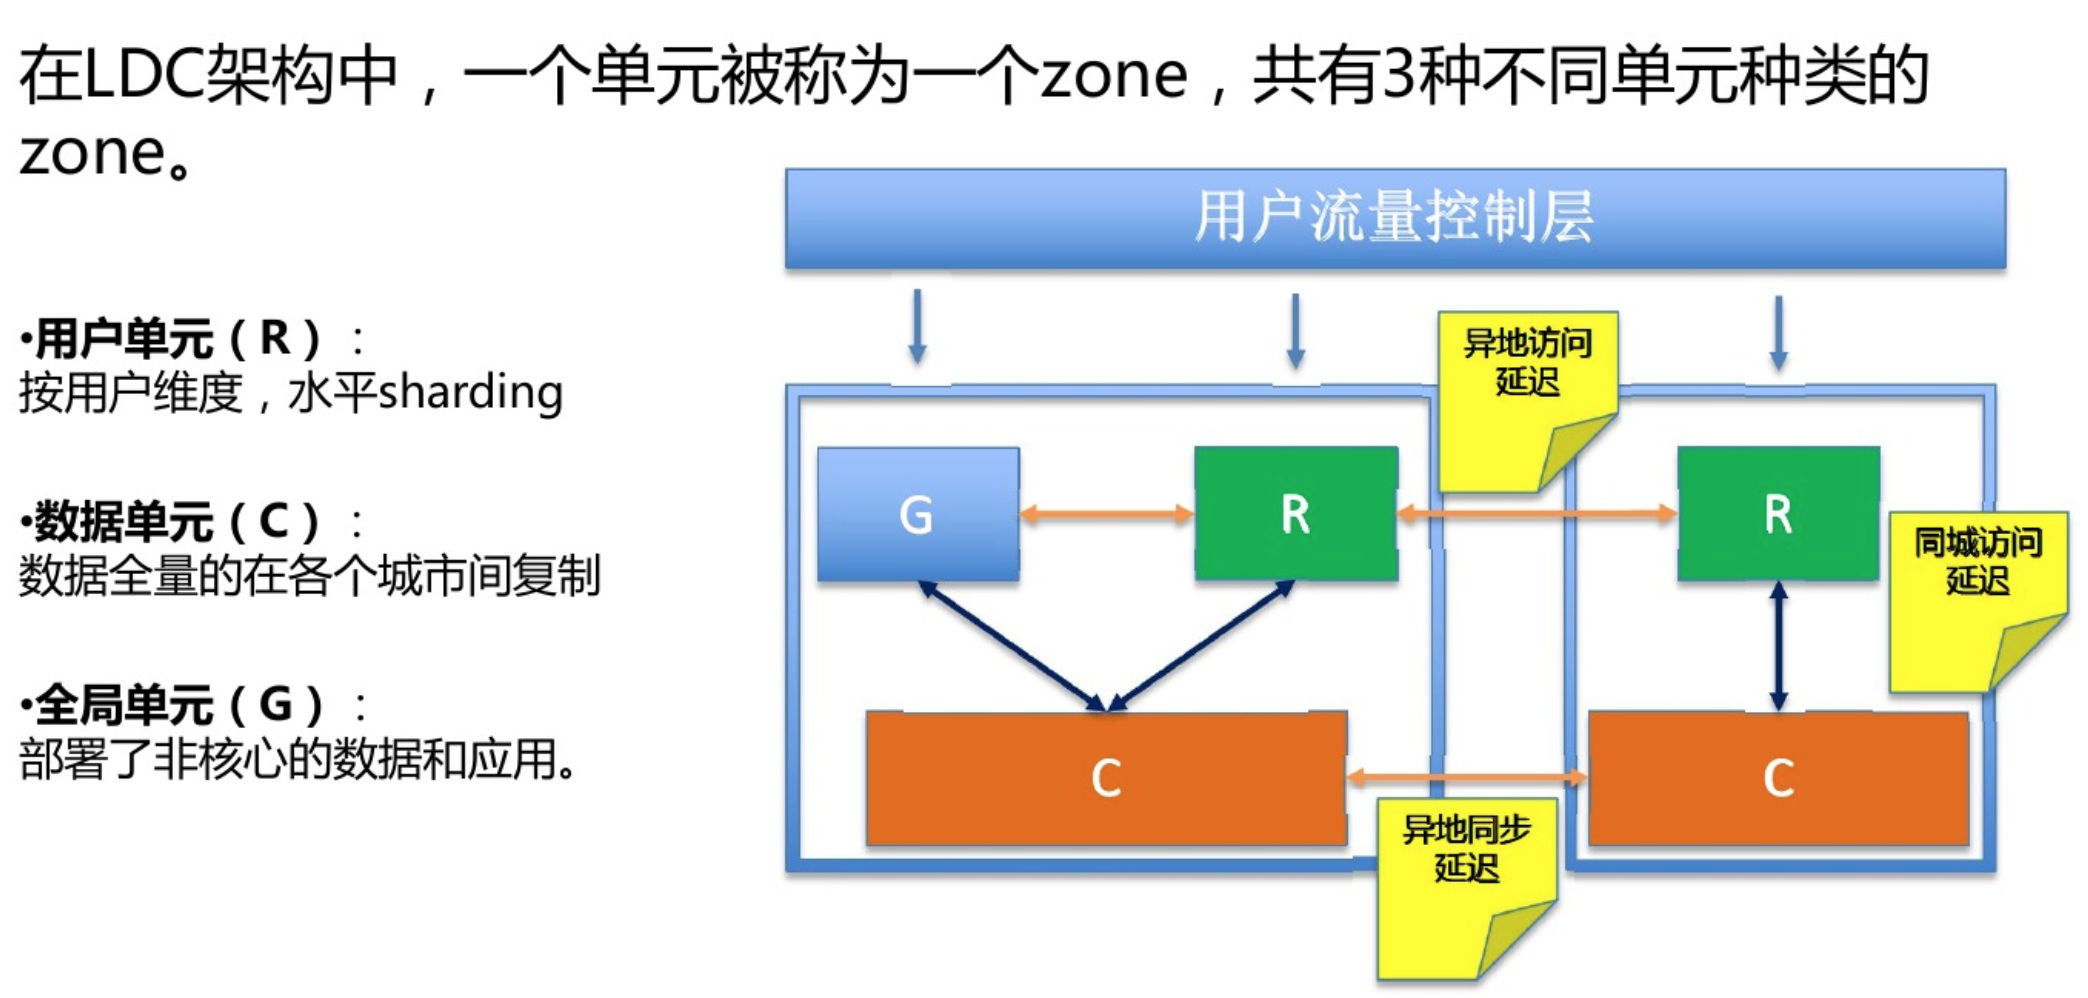 在LDC架构中，一个单元被称为一个zone，共有3种不同单元种类的
zone。
用户流量控制层
•用户单元（R）：
按用户维度，水平sharding
•数据单元（C）：
数据全量的在各个城市间复制
•全局单元（G）：
部署了非核心的数据和应用。
异地访问
延迟
G
R
R
同城访问
延迟
C
C
异地同步
延迟